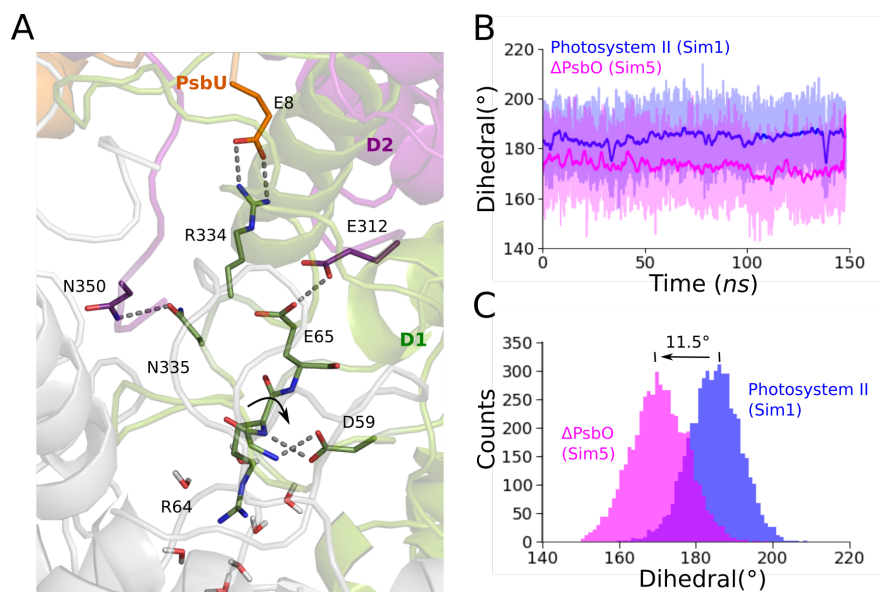 A
PsbU
E8
D2
R334
E312
N350
E65
D1
N335
D59
R64
B
Photosystem II (Sim1)
ΔPsbO (Sim5)
220
200
180
160
140
Dihedral(°)
0
50
100
150
Time (ns)
C
350
300
250
200
150
100
50
0
Counts
11.5°
Photosystem II
(Sim1)
ΔPsbO
(Sim5)
140
160
180
200
220
Dihedral(°)